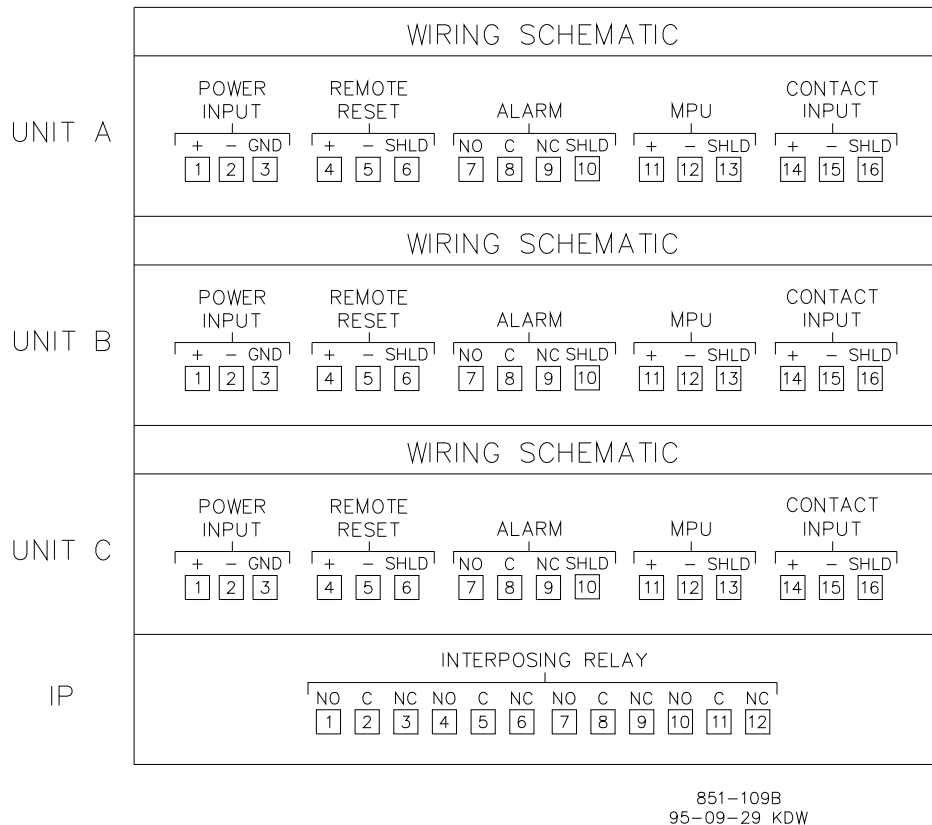 WIRING SCHEMATIC
UNIT A
POWER INPUT
REMOTE RESET
ALARM
MPU
CONTACT INPUT
+ − GND + − SHLD NO C NC SHLD + − SHLD + − SHLD
1 2 3 4 5 6 7 8 9 10 11 12 13 14 15 16
WIRING SCHEMATIC
UNIT B
POWER INPUT
REMOTE RESET
ALARM
MPU
CONTACT INPUT
+ − GND + − SHLD NO C NC SHLD + − SHLD + − SHLD
1 2 3 4 5 6 7 8 9 10 11 12 13 14 15 16
WIRING SCHEMATIC
UNIT C
POWER INPUT
REMOTE RESET
ALARM
MPU
CONTACT INPUT
+ − GND + − SHLD NO C NC SHLD + − SHLD + − SHLD
1 2 3 4 5 6 7 8 9 10 11 12 13 14 15 16
IP
INTERPOSING RELAY
NO C NC NO C NC NO C NC NO C NC
1 2 3 4 5 6 7 8 9 10 11 12
851−109B
95−09−29 KDW